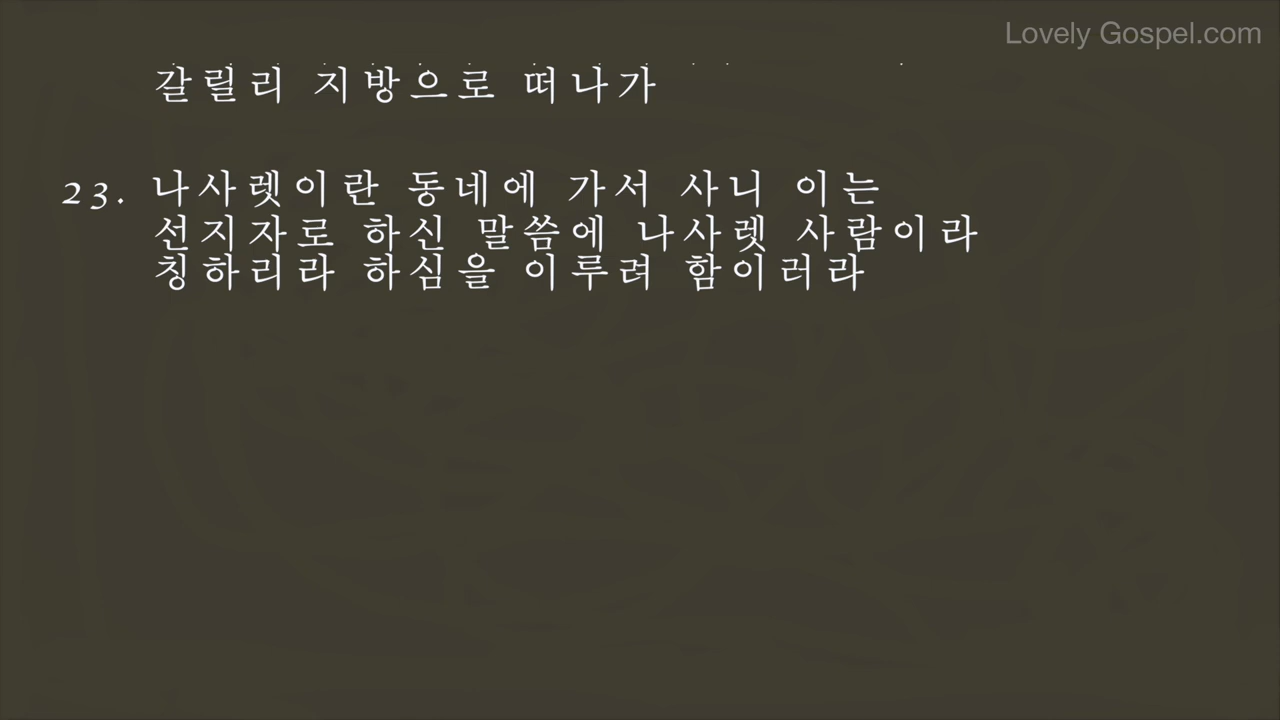 Lovely Gospel.com
갈릴리 지방으로 떠나가
23. 나사렛이란 동네에 가서 사니 이는
선지자로 하신 말씀에 나사렛 사람이라
칭하리라 하심을 이루려 함이러라